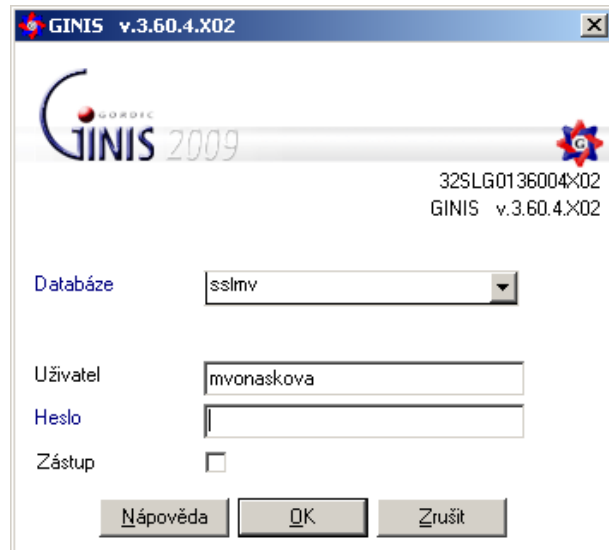 GINIS v.3.60.4.X02
GORDIC
GINIS 2009
G
32SLG0136004X02
GINIS v.3.60.4.X02
Databáze sslmv
Uživatel mvonaskova
Heslo
Zástup
Nápověda OK Zrušit